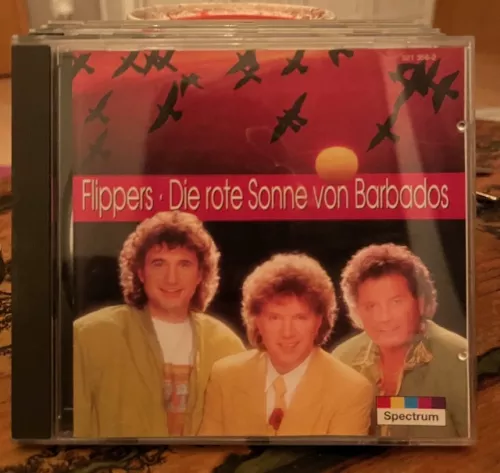 Flippers · Die rote Sonne von Barbados
Spectrum